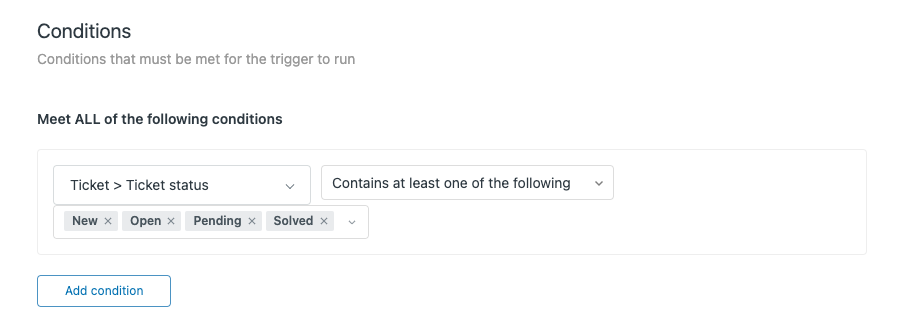 Conditions
Conditions that must be met for the trigger to run
Meet ALL of the following conditions
Ticket > Ticket status
Contains at least one of the following
New × Open × Pending × Solved ×
Add condition